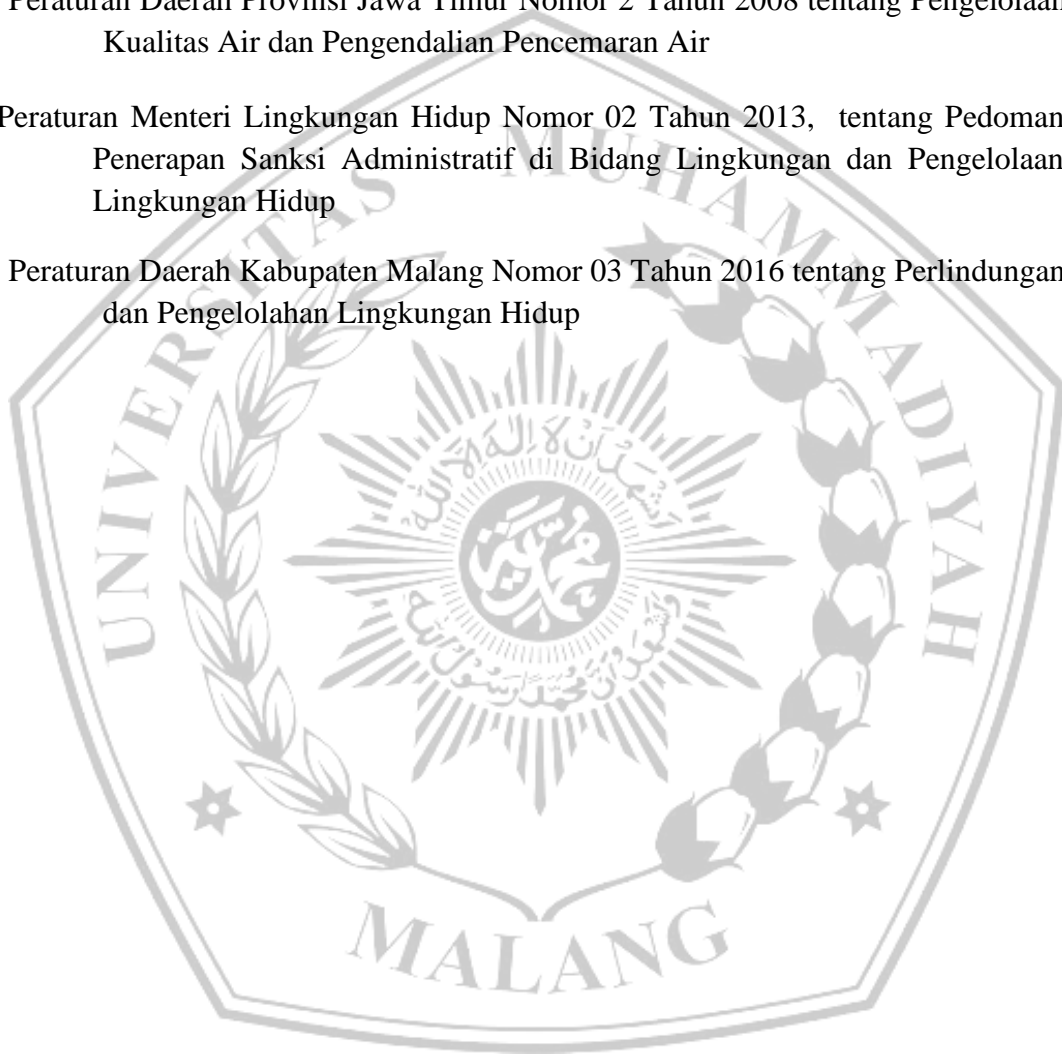 Peraturan Daerah Provinsi Jawa Timur Nomor 2 Tahun 2008 tentang Pengelolaan
Kualitas Air dan Pengendalian Pencemaran Air
Peraturan Menteri Lingkungan Hidup Nomor 02 Tahun 2013, tentang Pedoman
Penerapan Sanksi Administratif di Bidang Lingkungan dan Pengelolaan
Lingkungan Hidup
Peraturan Daerah Kabupaten Malang Nomor 03 Tahun 2016 tentang Perlindungan
dan Pengelolahan Lingkungan Hidup
UNIVERSITAS MUHAMMADIYAH
MALANG